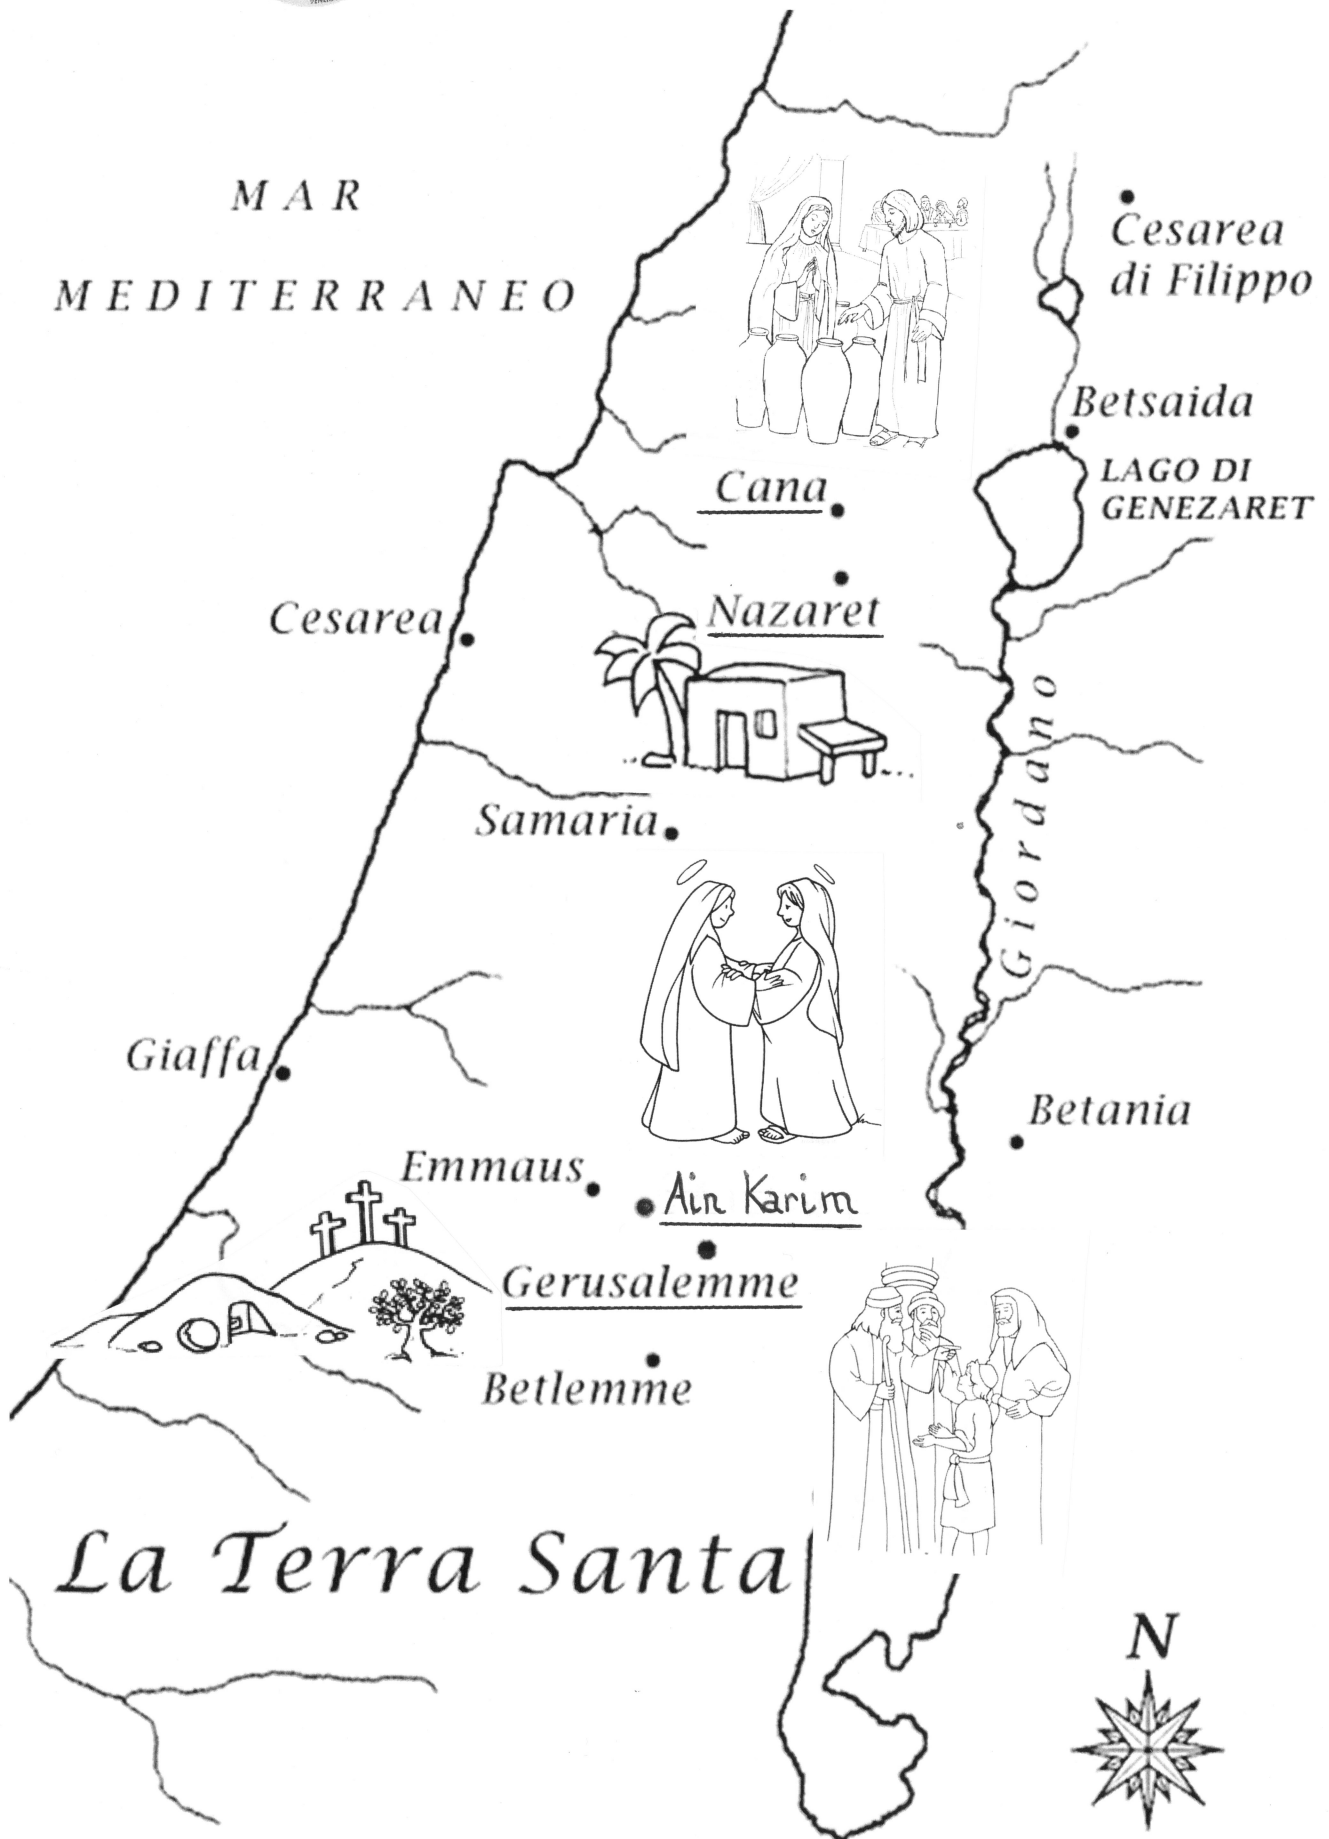 MAR
MEDITERRANEO
Cesarea
di Filippo
Betsaida
LAGO DI
GENEZARET
Cana
Nazaret
Cesarea
Giordano
Samaria
Giaffa
Betania
Emmaus
Ain Karim
Gerusalemme
Betlemme
La Terra Santa
N